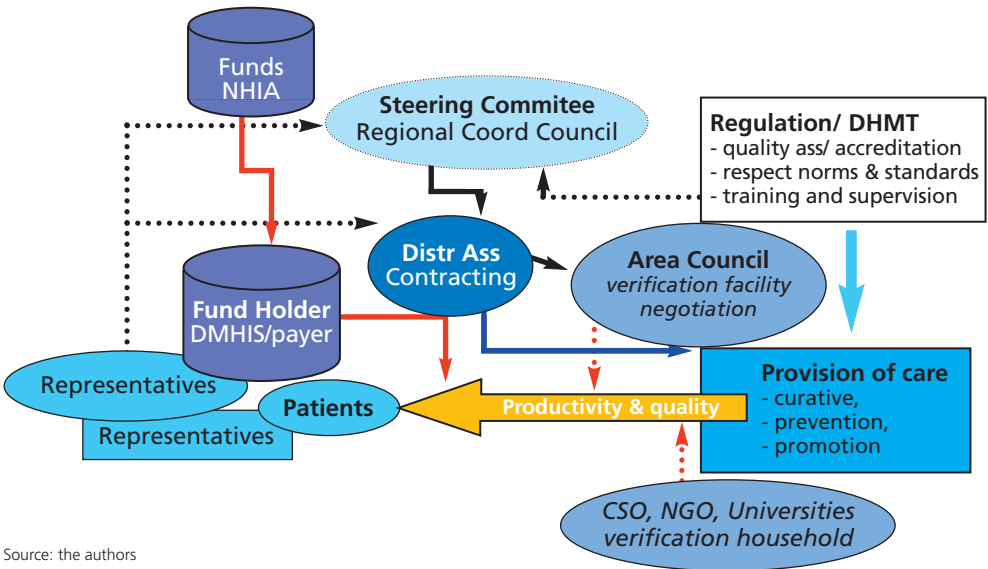 Funds
NHIA
Steering Commitee
Regional Coord Council
Regulation/ DHMT
- quality ass/ accreditation
- respect norms & standards
- training and supervision
Distr Ass
Contracting
Area Council
verification facility
negotiation
Fund Holder
DMHIS/payer
Representatives
Representatives
Patients
Productivity & quality
Provision of care
- curative,
- prevention,
- promotion
CSO, NGO, Universities
verification household
Source: the authors